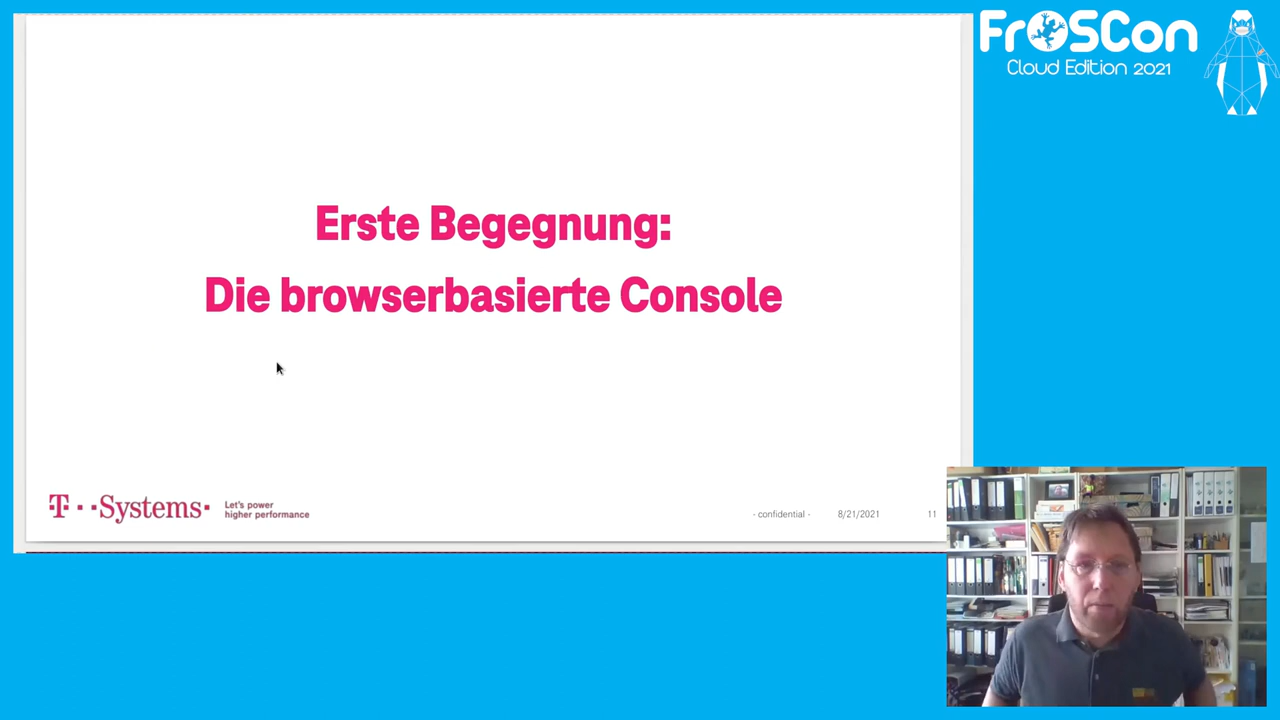 FrOSCon
Cloud Edition 2021
Erste Begegnung:
Die browserbasierte Console
T··Systems·
Let's power
higher performance
- confidential -
8/21/2021
11